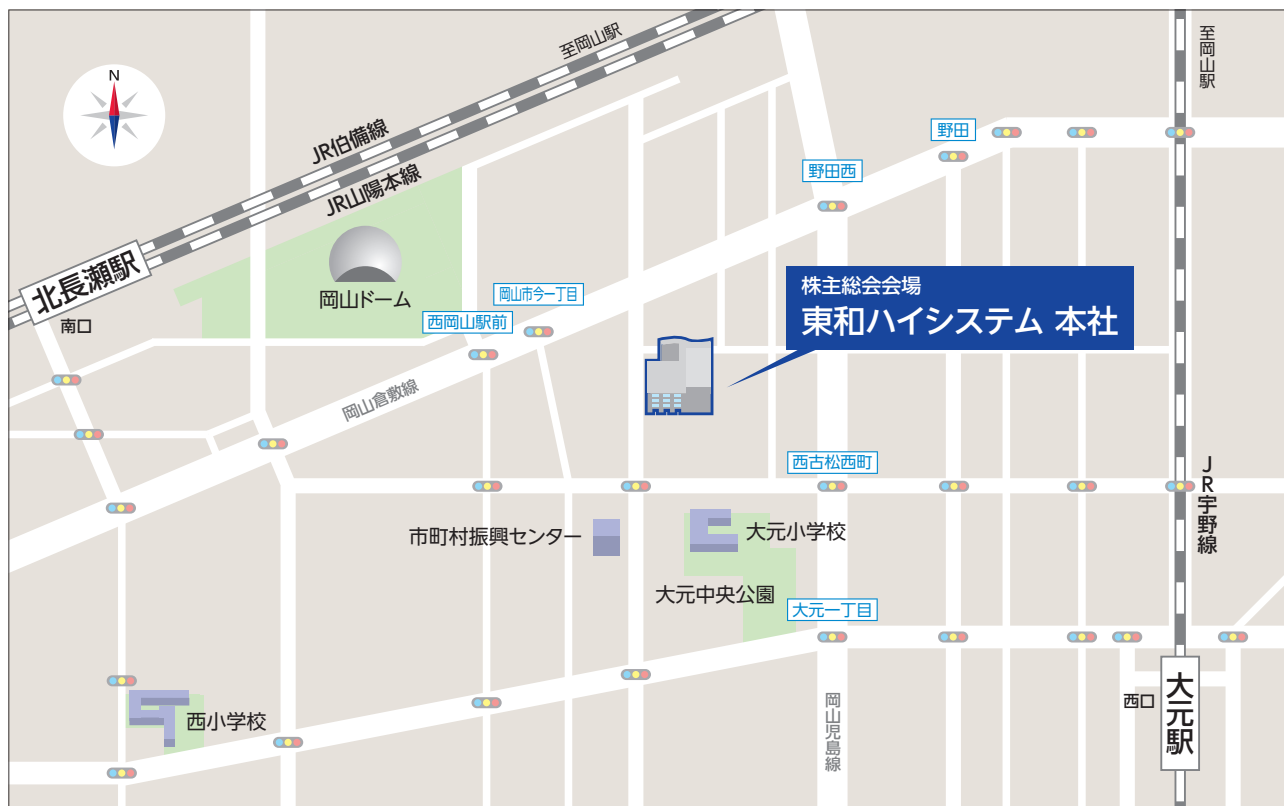 至岡山駅
至岡山駅
N
JR伯備線
JR山陽本線
野田
野田西
北長瀬駅
南口
岡山ドーム
岡山市今一丁目
西岡山駅前
株主総会会場
東和ハイシステム 本社
岡山倉敷線
西古松西町
JR宇野線
市町村振興センター
大元小学校
大元中央公園
大元一丁目
西小学校
岡山児島線
西口
大元駅